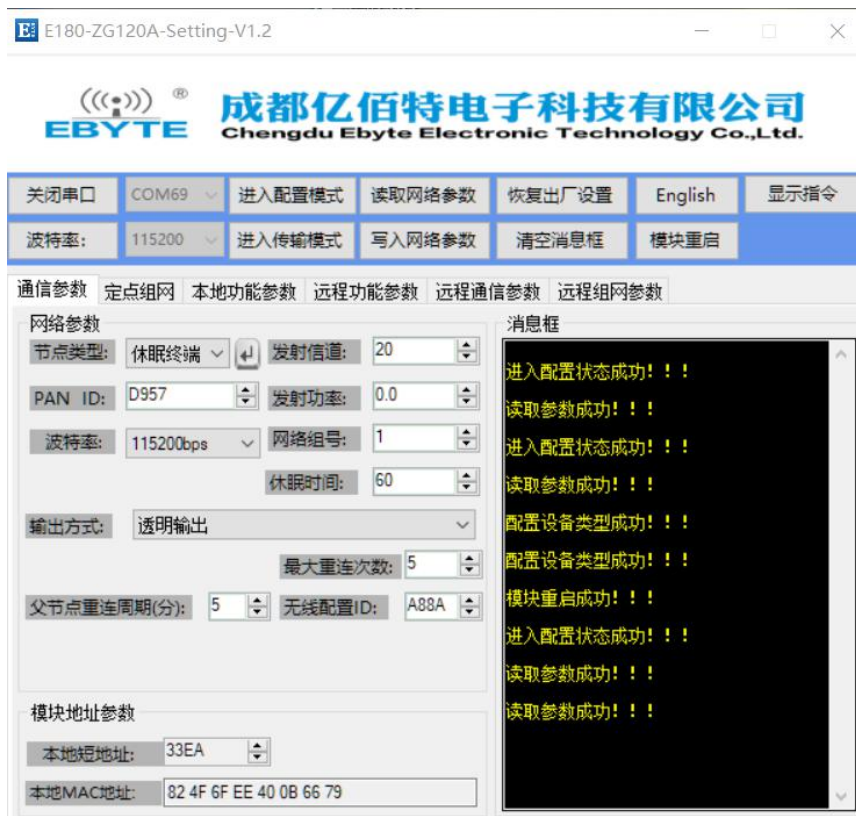 E180-ZG120A-Setting-V1.2
EBYTE ®
成都亿佰特电子科技有限公司
Chengdu Ebyte Electronic Technology Co.,Ltd.
关闭串口 COM69 进入配置模式 读取网络参数 恢复出厂设置 English 显示指令
波特率: 115200 进入传输模式 写入网络参数 清空消息框 模块重启
通信参数 定点组网 本地功能参数 远程功能参数 远程通信参数 远程组网参数
网络参数
节点类型: 休眠终端 发射信道: 20
PAN ID: D957 发射功率: 0.0
波特率: 115200bps 网络组号: 1
休眠时间: 60
输出方式: 透明输出
最大重连次数: 5
父节点重连周期(分): 5 无线配置ID: A88A
模块地址参数
本地短地址: 33EA
本地MAC地址: 82 4F 6F EE 40 0B 66 79
消息框
进入配置状态成功!!!
读取参数成功!!!
进入配置状态成功!!!
读取参数成功!!!
配置设备类型成功!!!
配置设备类型成功!!!
模块重启成功!!!
进入配置状态成功!!!
读取参数成功!!!
读取参数成功!!!